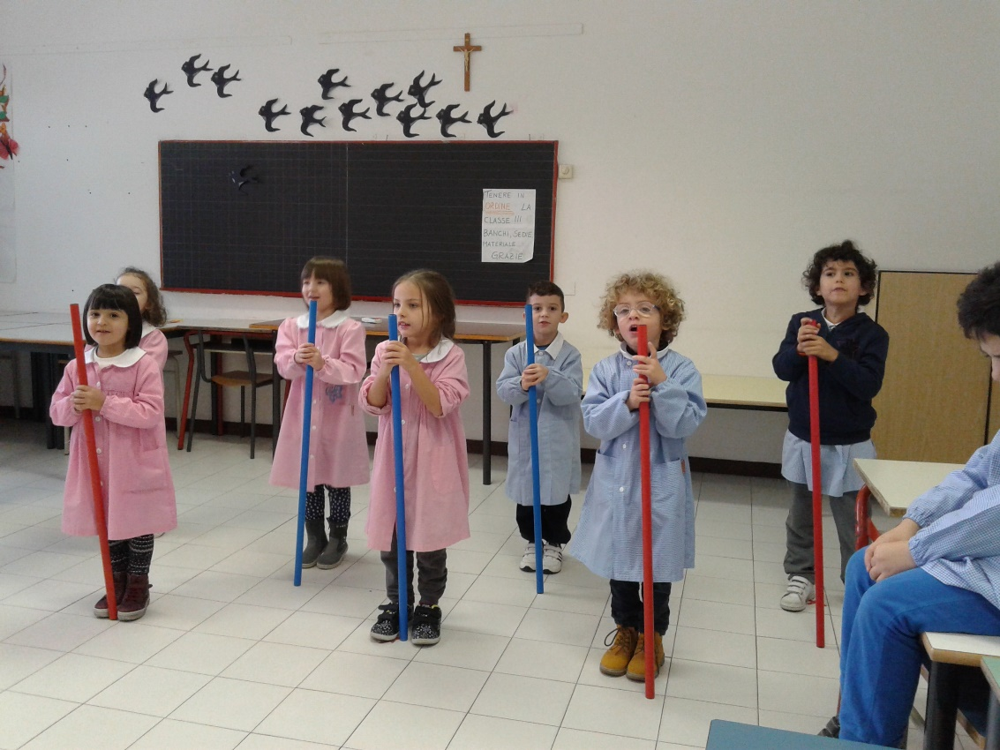 TENERE IN
ORDINE LA
CLASSE !!!
BANCHI, SEDIE
MATERIALE.
GRAZIE